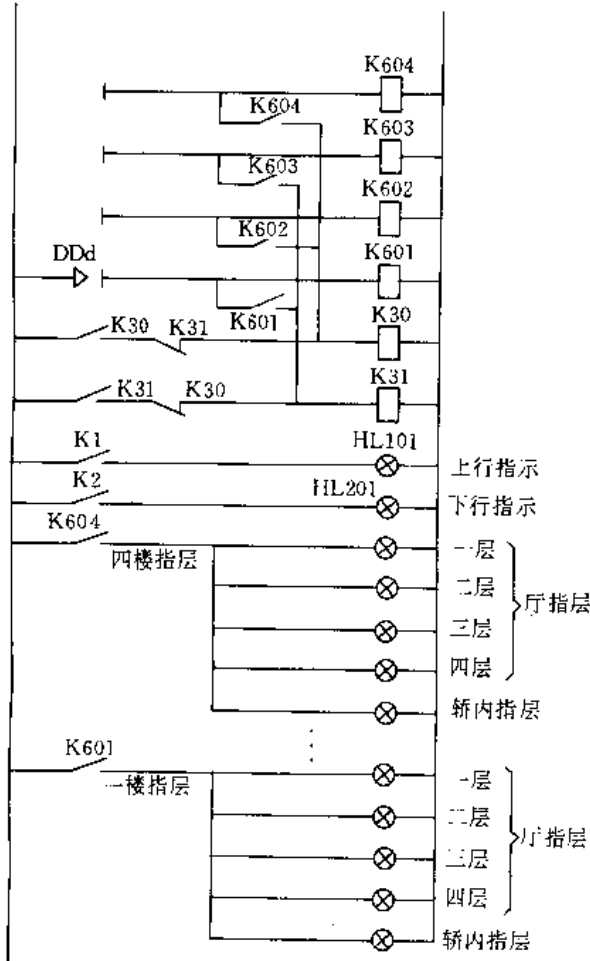 K604
K604
K603
K603
K602
K602
DDd
K601
K601
K30
K31
K30
K31
K30
K31
K1
HL101
上行指示
K2
HL201
下行指示
K604
四楼指层
一层
二层
三层
四层
厅指层
轿内指层
K601
一楼指层
一层
二层
三层
四层
厅指层
轿内指层